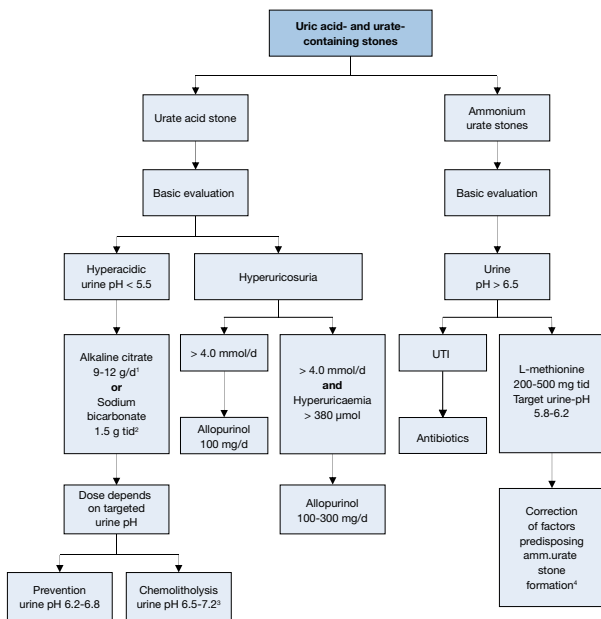 Uric acid- and urate-
containing stones
Urate acid stone
Ammonium
urate stones
Basic evaluation
Basic evaluation
Hyperacidic
urine pH < 5.5
Hyperuricosuria
Urine
pH > 6.5
Alkaline citrate
9-12 g/d¹
or
Sodium
bicarbonate
1.5 g tid²
> 4.0 mmol/d
> 4.0 mmol/d
and
Hyperuricaemia
> 380 µmol
UTI
L-methionine
200-500 mg tid
Target urine-pH
5.8-6.2
Allopurinol
100 mg/d
Antibiotics
Dose depends
on targeted
urine pH
Allopurinol
100-300 mg/d
Correction
of factors
predisposing
amm.urate
stone
formation⁴
Prevention
urine pH 6.2-6.8
Chemolitholysis
urine pH 6.5-7.2³